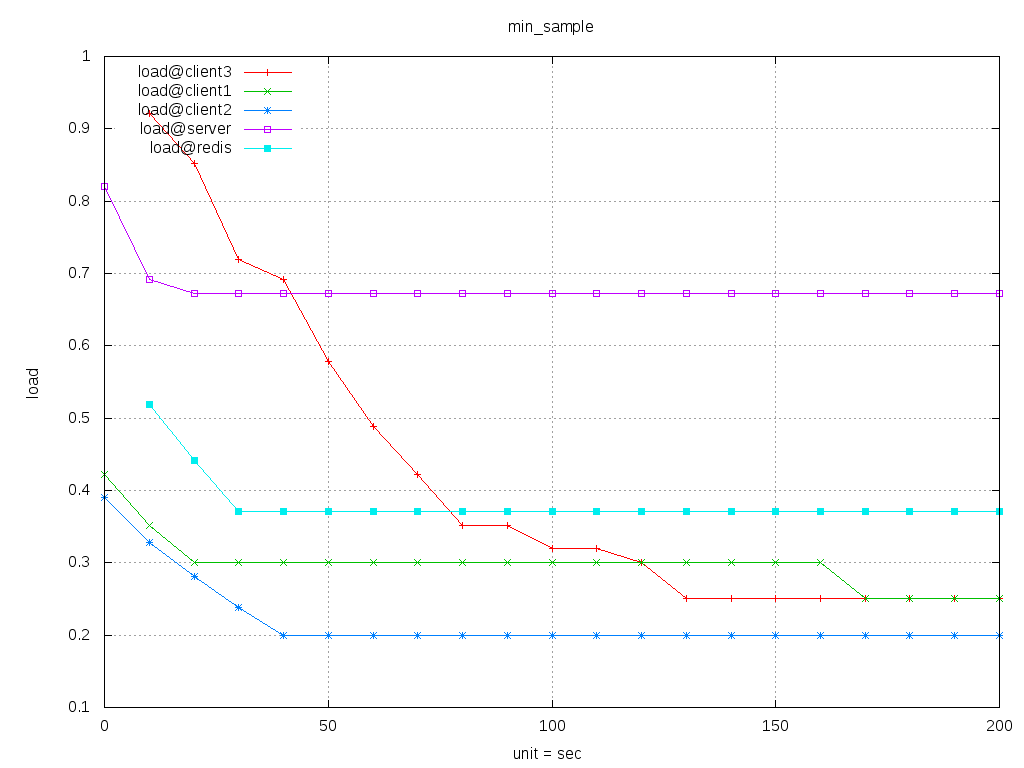 min_sample
load@client3
load@client1
load@client2
load@server
load@redis
1
0.9
0.8
0.7
0.6
0.5
0.4
0.3
0.2
0.1
load
0 50 100 150 200
unit = sec